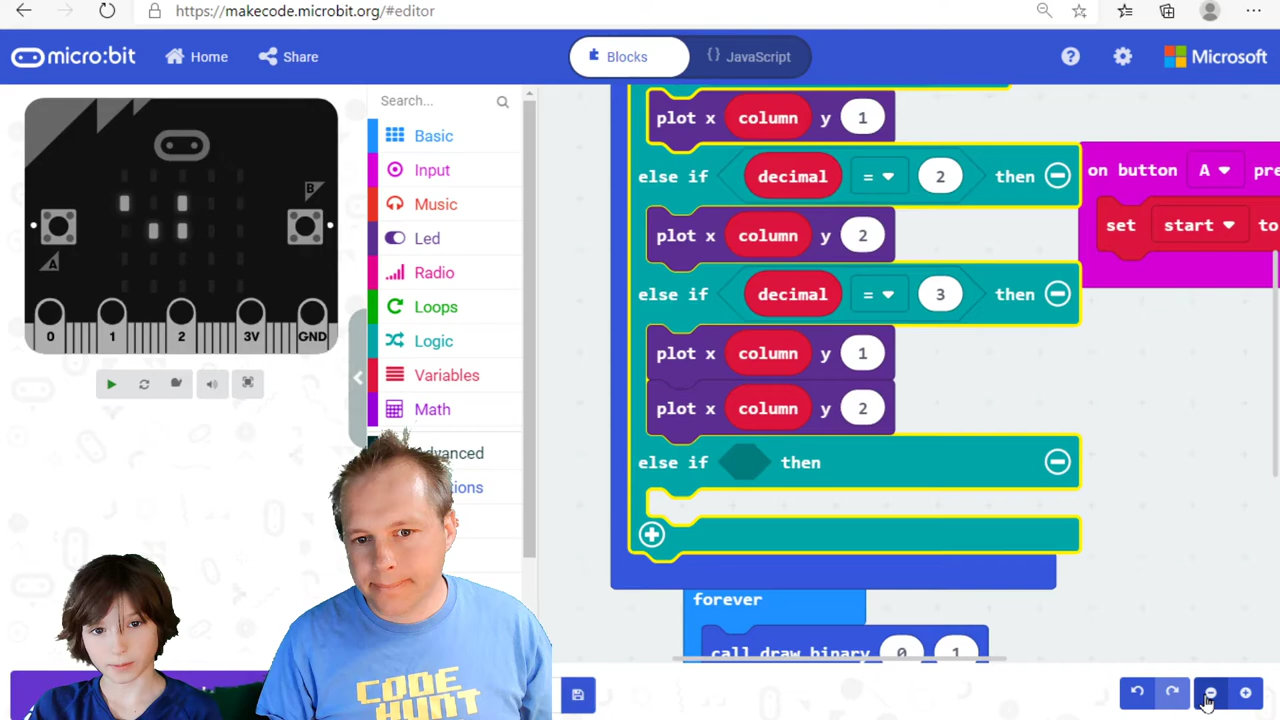 https://makecode.microbit.org/#editor
micro:bit
Home
Share
Blocks
{} JavaScript
Microsoft
Search...
Basic
Input
Music
Led
Radio
Loops
Logic
Variables
Math
plot x column y 1
else if decimal = 2 then
plot x column y 2
else if decimal = 3 then
plot x column y 1
plot x column y 2
else if then
forever
call draw binary 0 1
on button A
set start to
A
B
0 1 2 3V GND
CODE
HUNT